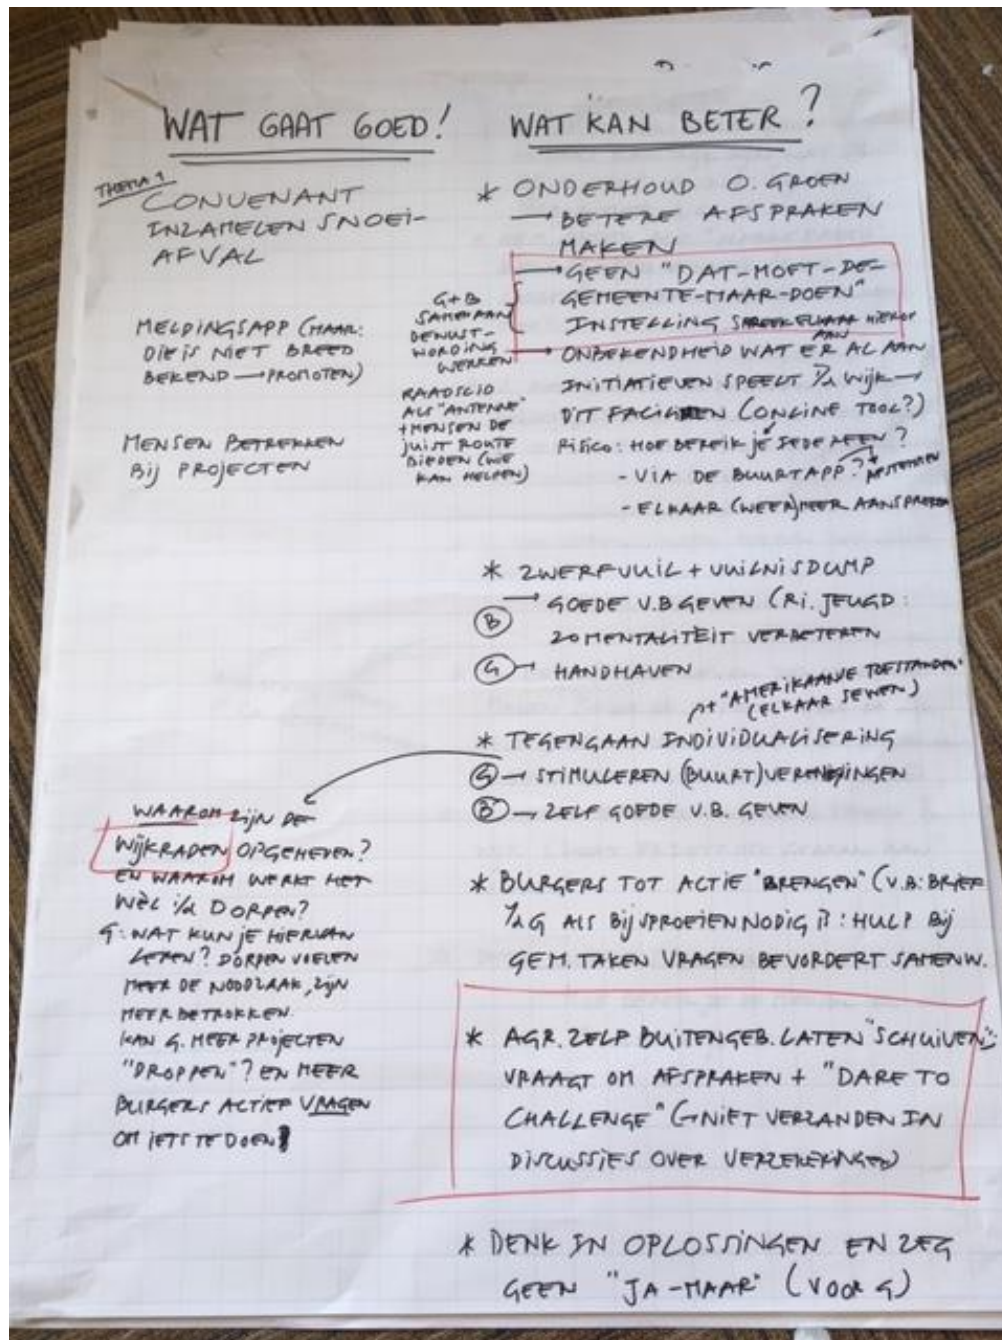 WAT GAAT GOED!
THEMA 1
CONVENANT
INZAMELEN SNOEI-
AFVAL
MELDINGSAPP (MAAR:
DIE IS NIET BREED
BEKEND → PROMOTEN)
MENSEN BETREKKEN
BIJ PROJECTEN
WAT KAN BETER?
* ONDERHOUD O. GROEN
→ BETERE AFSPRAKEN
MAKEN
→ GEEN "DAT-MOET-DE-
GEMEENTE-MAAR-DOEN"
INSTELLING SPREEK ELKAAR HIEROP
AAN
G+B
SAMEN AAN
BEWUST-
WORDING
WERKEN
→ ONBEKENDHEID WAT ER AL AAN
INITIATIEVEN SPEELT i/d WIJK →
DIT (ONLINE TOOL?)
RAADSLID
ALS "ANTENNE"
+ MENSEN DE
JUIST ROUTE
BIEDEN (WIE
KAN HELPEN)
RISICO: HOE BEREIK JE IEDEREEN?
- VIA DE BUURTAPP? → AFSTEMMEN
- ELKAAR (WEER) MEER AANSPREKEN
* ZWERFVUIL + VUILNISDUMP
(B) → GOEDE V.B GEVEN (RI. JEUGD:
ZO MENTALITEIT VERBETEREN
(G) → HANDHAVEN
→ "AMERIKAANSE TOESTANDEN"
(ELKAAR SEWEN)
* TEGENGAAN INDIVIDUALISERING
(G) → STIMULEREN (BUURT)VERENIGINGEN
(B) → ZELF GOEDE V.B. GEVEN
WAAROM ZIJN DE
WIJKRADEN OPGEHEVEN?
EN WAAROM WERKT HET
WÈL i/d DORPEN?
G: WAT KUN JE HIERVAN
LEREN? DORPEN VOELEN
MEER DE NOODZAAK, ZIJN
MEER BETROKKEN.
KAN G. MEER PROJECTEN
"DROPPEN"? EN MEER
BURGERS ACTIEF VRAGEN
OM IETS TE DOEN?
* BURGERS TOT ACTIE "BRENGEN" (V.B: BRIEF
G ALS BIJSPROEIEN NODIG IS: HULP BIJ
GEM. TAKEN VRAGEN BEVORDERT SAMENW.
* AGR. ZELF BUITENGEB. LATEN "SCHUIVEN":
VRAAGT OM AFSPRAKEN + "DARE TO
CHALLENGE" (→ NIET VERZANDEN IN
DISCUSSIES OVER VERZEKERINGEN)
* DENK IN OPLOSSINGEN EN ZEG
GEEN "JA-MAAR" (VOOR G)